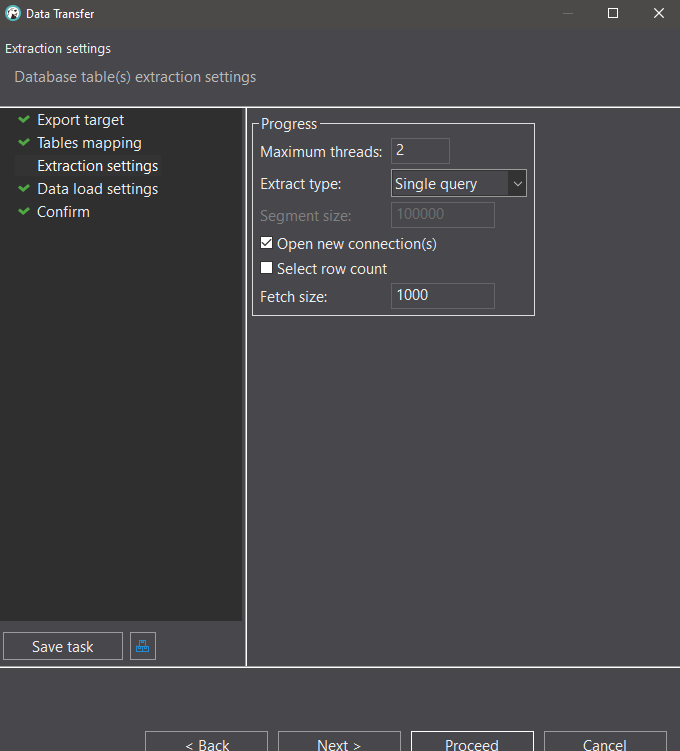 Data Transfer
Extraction settings
Database table(s) extraction settings
Export target
Tables mapping
Extraction settings
Data load settings
Confirm
Progress
Maximum threads: 2
Extract type: Single query
Segment size: 100000
Open new connection(s)
Select row count
Fetch size: 1000
Save task
< Back Next > Proceed Cancel